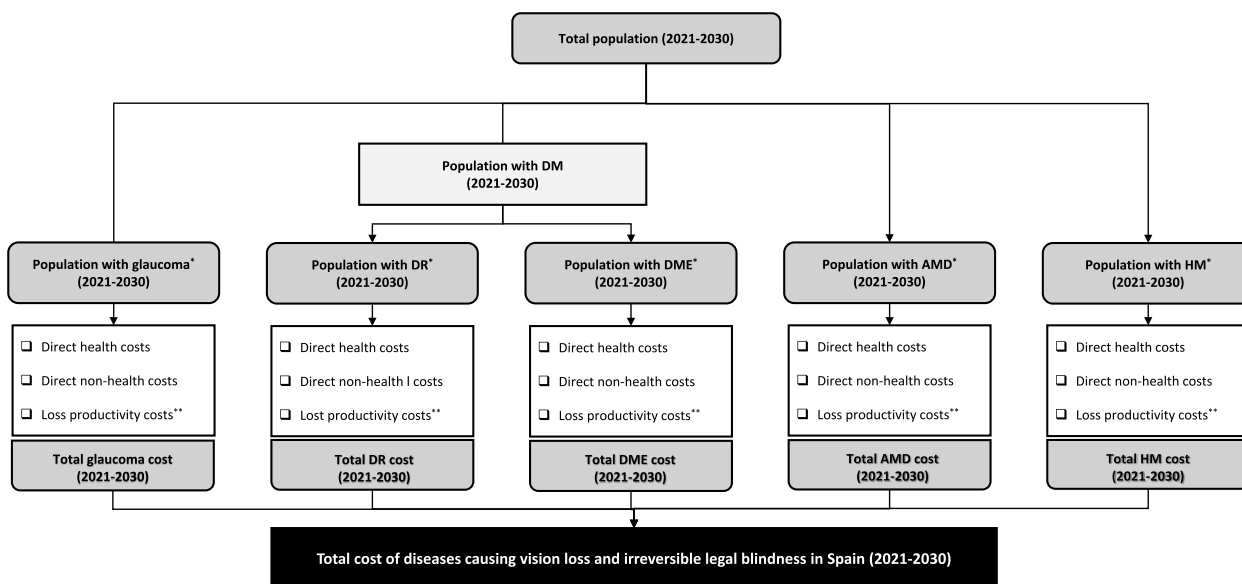 Total population (2021-2030)
Population with DM
(2021-2030)
Population with glaucoma*
(2021-2030)
Population with DR*
(2021-2030)
Population with DME*
(2021-2030)
Population with AMD*
(2021-2030)
Population with HM*
(2021-2030)
❑ Direct health costs
❑ Direct non-health costs
❑ Loss productivity costs**
❑ Direct health costs
❑ Direct non-health l costs
❑ Lost productivity costs**
❑ Direct health costs
❑ Direct non-health costs
❑ Loss productivity costs**
❑ Direct health costs
❑ Direct non-health costs
❑ Loss productivity costs**
❑ Direct health costs
❑ Direct non-health costs
❑ Loss productivity costs**
Total glaucoma cost
(2021-2030)
Total DR cost
(2021-2030)
Total DME cost
(2021-2030)
Total AMD cost
(2021-2030)
Total HM cost
(2021-2030)
Total cost of diseases causing vision loss and irreversible legal blindness in Spain (2021-2030)